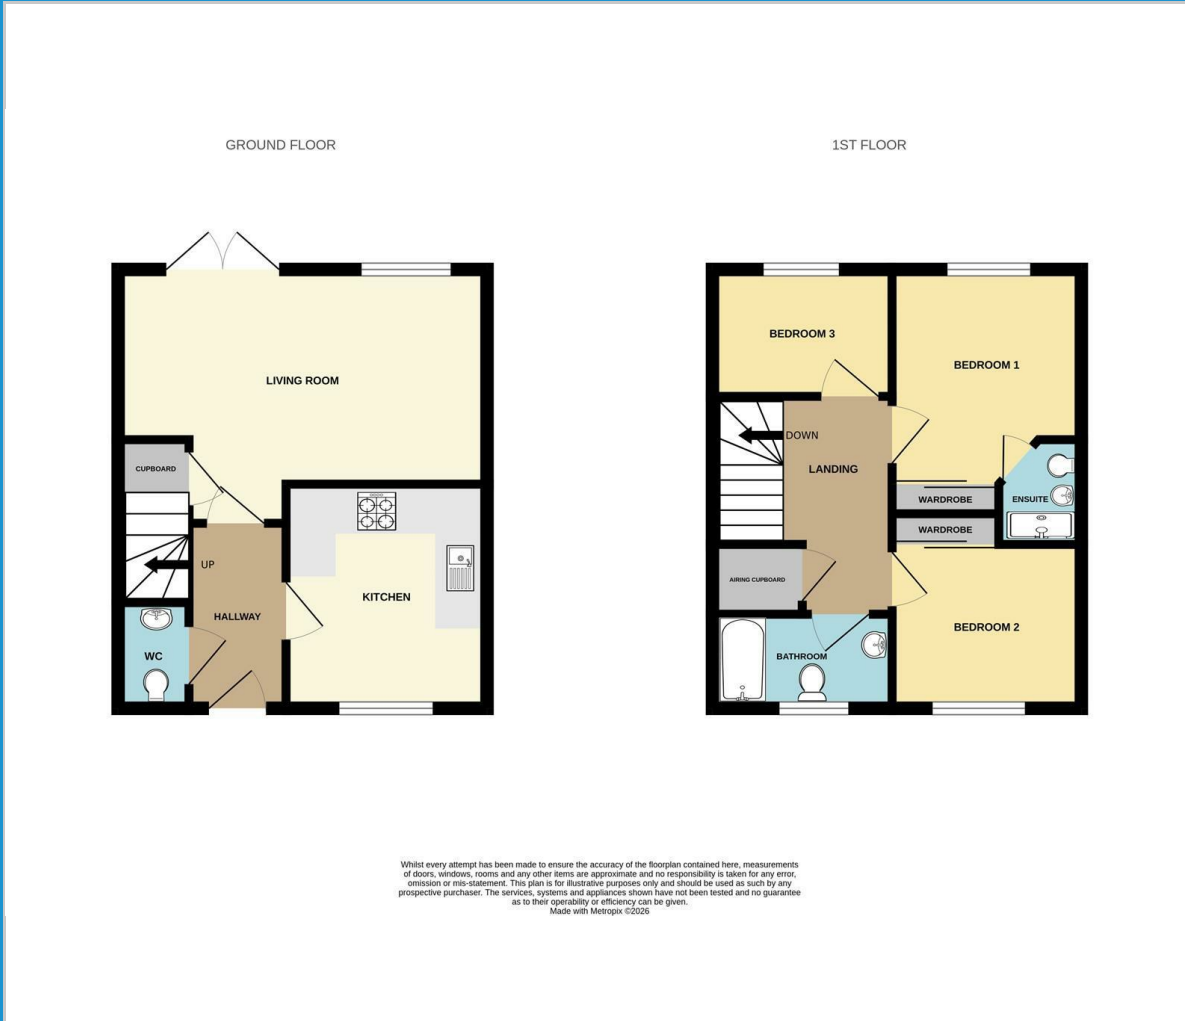 GROUND FLOOR
1ST FLOOR
LIVING ROOM
CUPBOARD
UP
HALLWAY
KITCHEN
WC
BEDROOM 3
BEDROOM 1
DOWN
LANDING
WARDROBE
ENSUITE
WARDROBE
AIRING CUPBOARD
BEDROOM 2
BATHROOM
Whilst every attempt has been made to ensure the accuracy of the floorplan contained here, measurements
of doors, windows, rooms and any other items are approximate and no responsibility is taken for any error,
omission or mis-statement. This plan is for illustrative purposes only and should be used as such by any
prospective purchaser. The services, systems and appliances shown have not been tested and no guarantee
as to their operability or efficiency can be given.
Made with Metropix ©2026